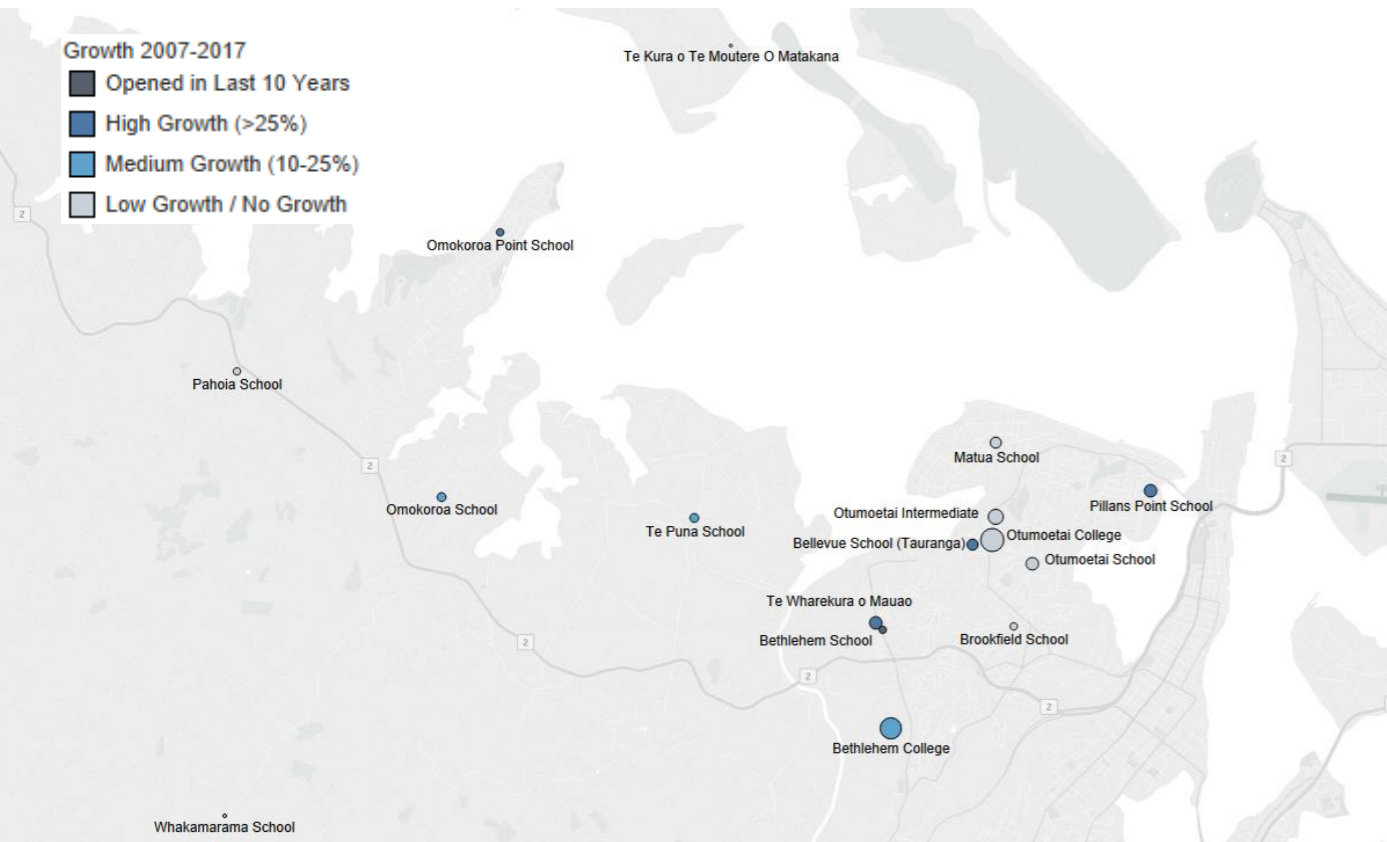 Growth 2007-2017
Opened in Last 10 Years
High Growth (>25%)
Medium Growth (10-25%)
Low Growth / No Growth
Te Kura o Te Moutere O Matakana
2
Omokoroa Point School
Pahoia School
2
2
Matua School
Omokoroa School
Te Puna School
Otumoetai Intermediate
Pillans Point School
Bellevue School (Tauranga)
Otumoetai College
Otumoetai School
Te Wharekura o Mauao
Bethlehem School
Brookfield School
2
2
2
Bethlehem College
Whakamarama School